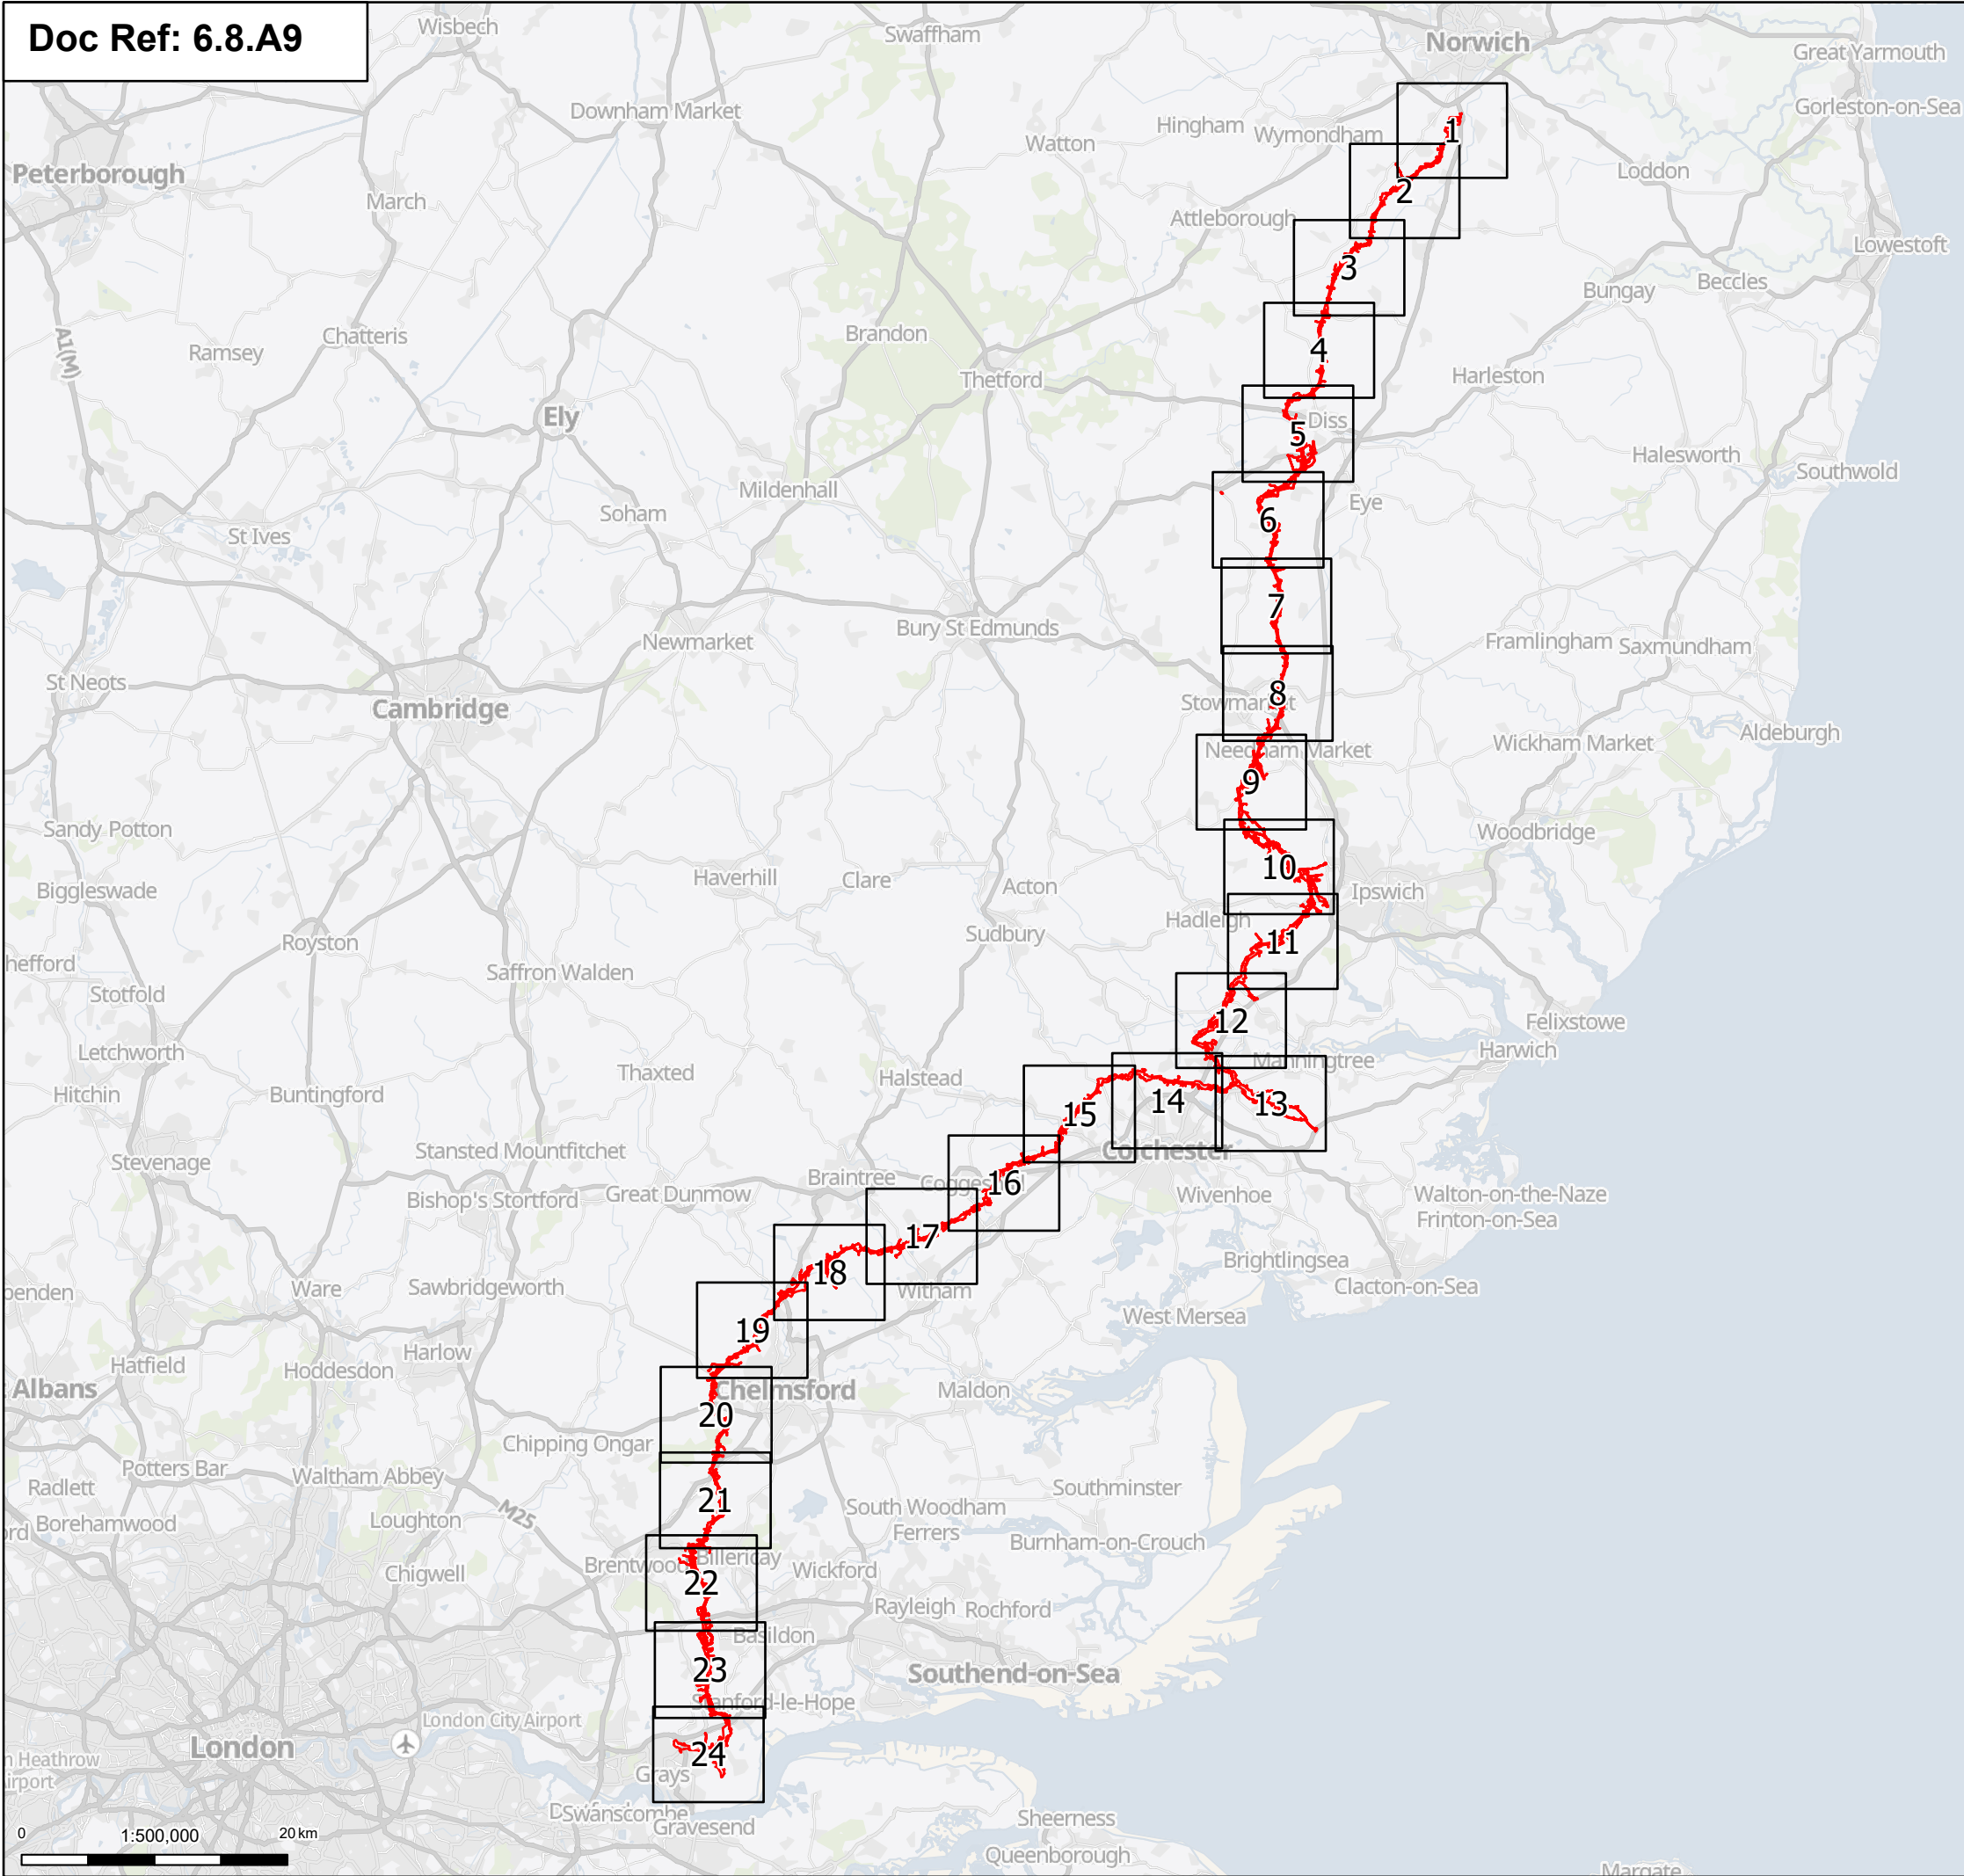 Doc Ref: 6.8.A9
Wisbech
Swaffham
Norwich
Great Yarmouth
Downham Market
Gorleston-on-Sea
Hingham
Wymondham
1
Watton
Peterborough
Loddon
March
2
Attleborough
Lowestoft
3
Beccles
Bungay
A1(M)
Chatteris
Brandon
Ramsey
4
Thetford
Harleston
Ely
Diss
5
Halesworth
Southwold
Mildenhall
Eye
Soham
6
St Ives
7
Bury St Edmunds
Newmarket
Framlingham
Saxmundham
St Neots
8
Stowmarket
Cambridge
Aldeburgh
Wickham Market
Needham Market
9
Sandy Potton
Woodbridge
10
Haverhill
Clare
Acton
Ipswich
Biggleswade
Hadleigh
Sudbury
11
Royston
hefford
Saffron Walden
Stotfold
12
Felixstowe
Letchworth
Harwich
Manningtree
Thaxted
Halstead
Hitchin
Buntingford
14
13
15
Stansted Mountfitchet
Colchester
Stevenage
Braintree
16
Bishop's Stortford
Great Dunmow
Wivenhoe
Walton-on-the-Naze
Frinton-on-Sea
17
Brightlingsea
18
Clacton-on-Sea
Ware
Sawbridgeworth
penden
Witham
West Mersea
19
Harlow
Hatfield
Hoddesdon
Albans
Chelmsford
Maldon
20
Chipping Ongar
Potters Bar
Waltham Abbey
Radlett
Southminster
21
South Woodham
Ferrers
M25
Loughton
Borehamwood
Burnham-on-Crouch
Brentwood
Billericay
Wickford
Chigwell
22
Rayleigh
Rochford
Basildon
23
Southend-on-Sea
Stanford-le-Hope
London City Airport
London
24
n Heathrow
irport
Grays
Swanscombe
Gravesend
Sheerness
Queenborough
Margate
0
1:500,000
20 km